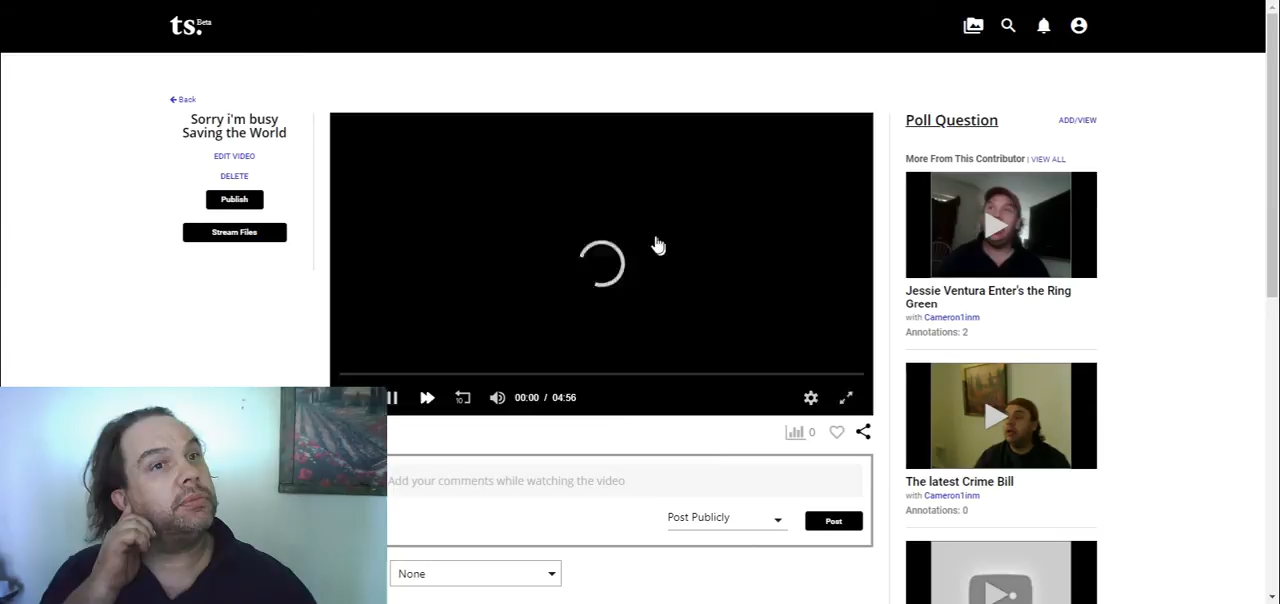 ts. Beta
Back
Sorry i'm busy
Saving the World
EDIT VIDEO
DELETE
Publish
Stream Files
10
00:00 / 04:56
0
Add your comments while watching the video
Post Publicly
Post
None
Poll Question
ADD/VIEW
More From This Contributor | VIEW ALL
Jessie Ventura Enter's the Ring
Green
with Cameron1inm
Annotations: 2
The latest Crime Bill
with Cameron1inm
Annotations: 0